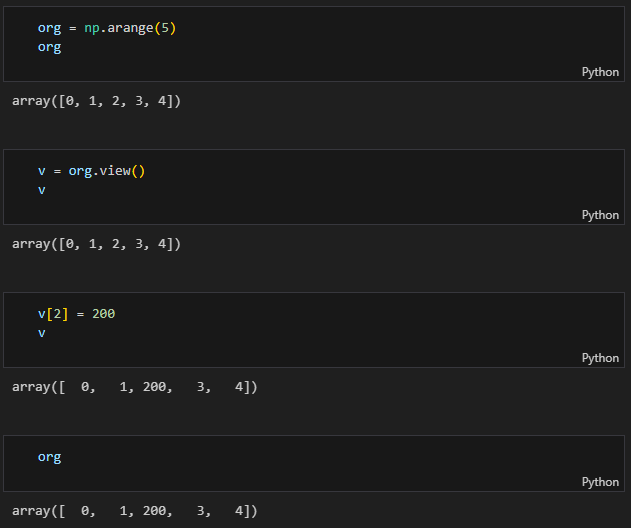 org = np.arange(5)
org
Python
array([0, 1, 2, 3, 4])
v = org.view()
v
Python
array([0, 1, 2, 3, 4])
v[2] = 200
v
Python
array([  0,   1, 200,   3,   4])
org
Python
array([  0,   1, 200,   3,   4])